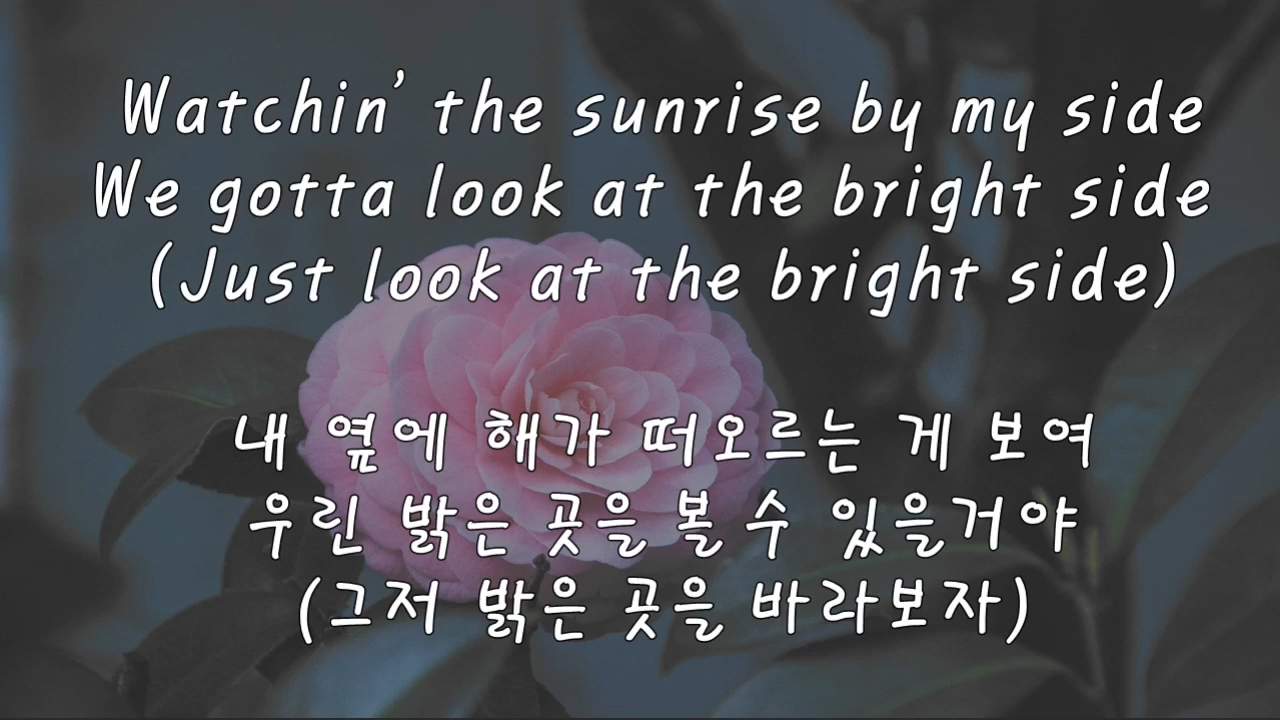 Watchin' the sunrise by my side
We gotta look at the bright side
(Just look at the bright side)
내 옆에 해가 떠오르는 게 보여
우린 밝은 곳을 볼 수 있을거야
(그저 밝은 곳을 바라보자)